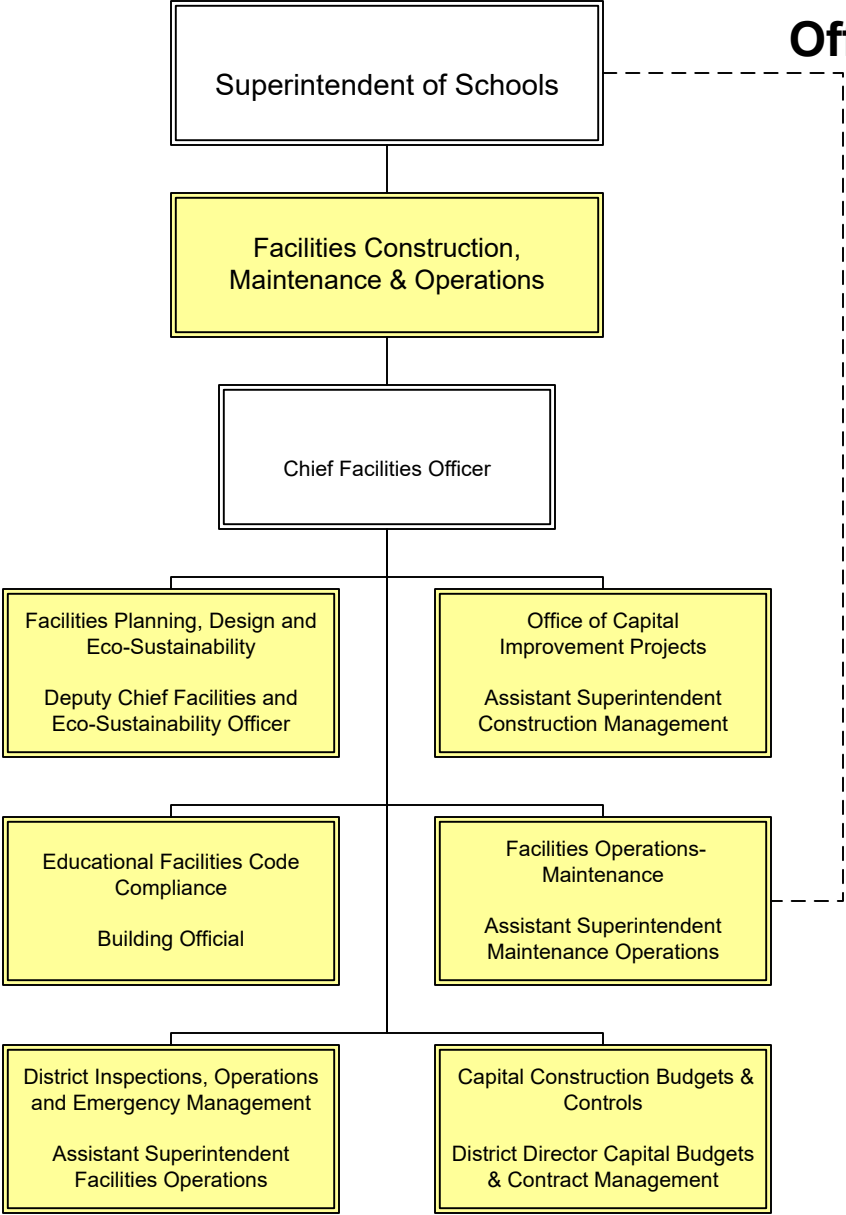 Superintendent of Schools
Facilities Construction,
Maintenance & Operations
Chief Facilities Officer
Facilities Planning, Design and
Eco-Sustainability
Deputy Chief Facilities and
Eco-Sustainability Officer
Office of Capital
Improvement Projects
Assistant Superintendent
Construction Management
Educational Facilities Code
Compliance
Building Official
Facilities Operations-
Maintenance
Assistant Superintendent
Maintenance Operations
District Inspections, Operations
and Emergency Management
Assistant Superintendent
Facilities Operations
Capital Construction Budgets &
Controls
District Director Capital Budgets
& Contract Management